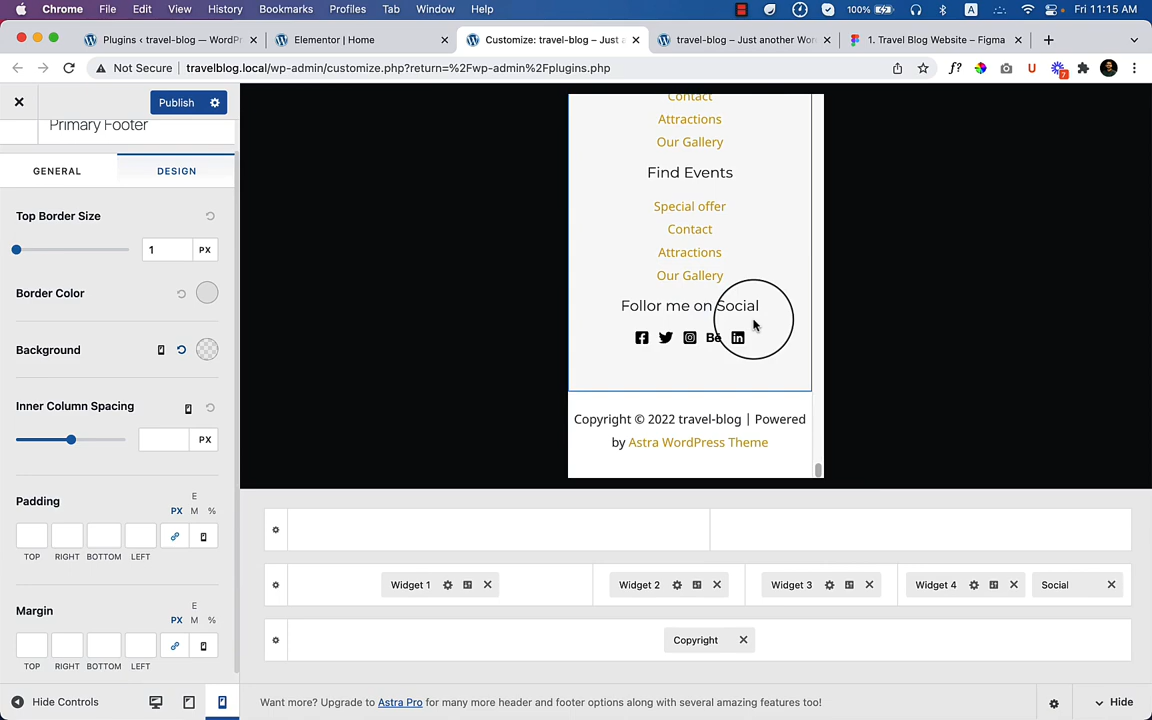 Chrome File Edit View History Bookmarks Profiles Tab Window Help
100% A Fri 11:15 AM
Plugins ‹ travel-blog — WordPr
Elementor | Home
Customize: travel-blog – Just a
travel-blog – Just another Wor
1. Travel Blog Website – Figma
Not Secure travelblog.local/wp-admin/customize.php?return=%2Fwp-admin%2Fplugins.php
f? U 7
Publish
Primary Footer
GENERAL DESIGN
Top Border Size
1 PX
Border Color
Background
Inner Column Spacing
PX
Padding
PX EM %
TOP RIGHT BOTTOM LEFT
Margin
PX EM %
TOP RIGHT BOTTOM LEFT
Hide Controls
Contact
Attractions
Our Gallery
Find Events
Special offer
Contact
Attractions
Our Gallery
Follor me on Social
Bē
Copyright © 2022 travel-blog | Powered
by Astra WordPress Theme
Widget 1 Widget 2 Widget 3 Widget 4 Social
Copyright
Want more? Upgrade to Astra Pro for many more header and footer options along with several amazing features too!
Hide